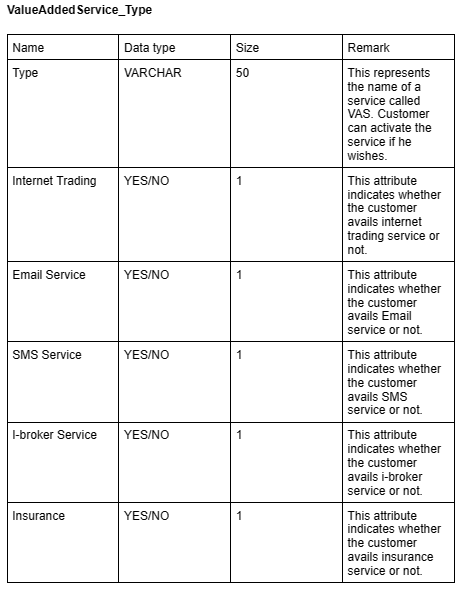 ValueAddedService_Type
Name Data type Size Remark
Type VARCHAR 50 This represents
the name of a
service called
VAS. Customer
can activate the
service if he
wishes.
Internet Trading YES/NO 1 This attribute
indicates whether
the customer
avails internet
trading service or
not.
Email Service YES/NO 1 This attribute
indicates whether
the customer
avails Email
service or not.
SMS Service YES/NO 1 This attribute
indicates whether
the customer
avails SMS
service or not.
I-broker Service YES/NO 1 This attribute
indicates whether
the customer
avails i-broker
service or not.
Insurance YES/NO 1 This attribute
indicates whether
the customer
avails insurance
service or not.